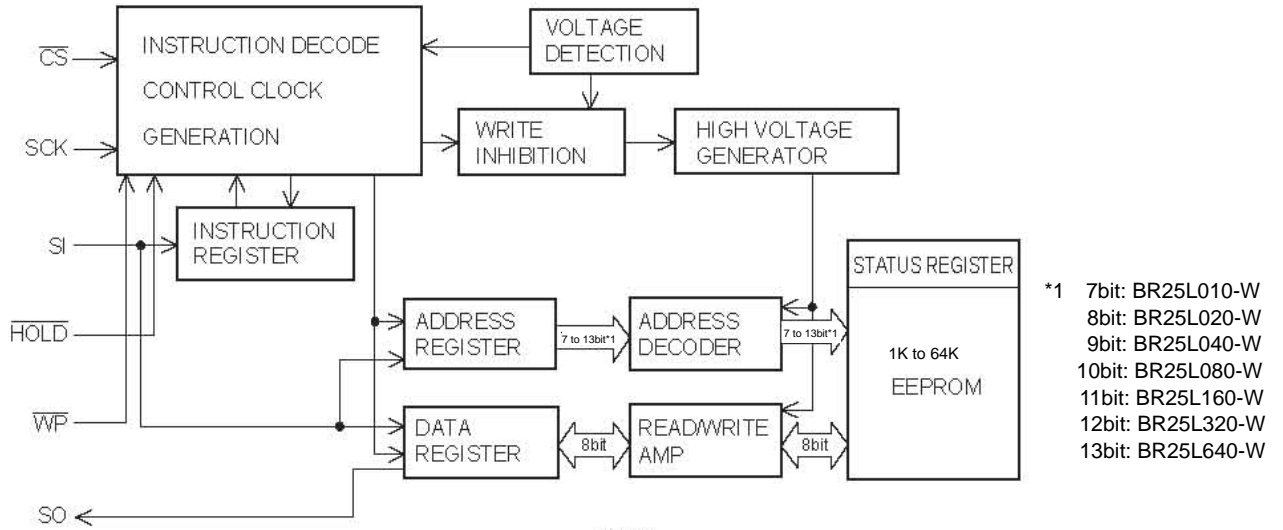 CS
SCK
SI
HOLD
WP
SO
INSTRUCTION DECODE
CONTROL CLOCK
GENERATION
VOLTAGE
DETECTION
WRITE
INHIBITION
HIGH VOLTAGE
GENERATOR
INSTRUCTION
REGISTER
ADDRESS
REGISTER
7 to 13bit*1
ADDRESS
DECODER
7 to 13bit*1
DATA
REGISTER
8bit
READ/WRITE
AMP
8bit
STATUS REGISTER
1K to 64K
EEPROM
*1 7bit: BR25L010-W
8bit: BR25L020-W
9bit: BR25L040-W
10bit: BR25L080-W
11bit: BR25L160-W
12bit: BR25L320-W
13bit: BR25L640-W